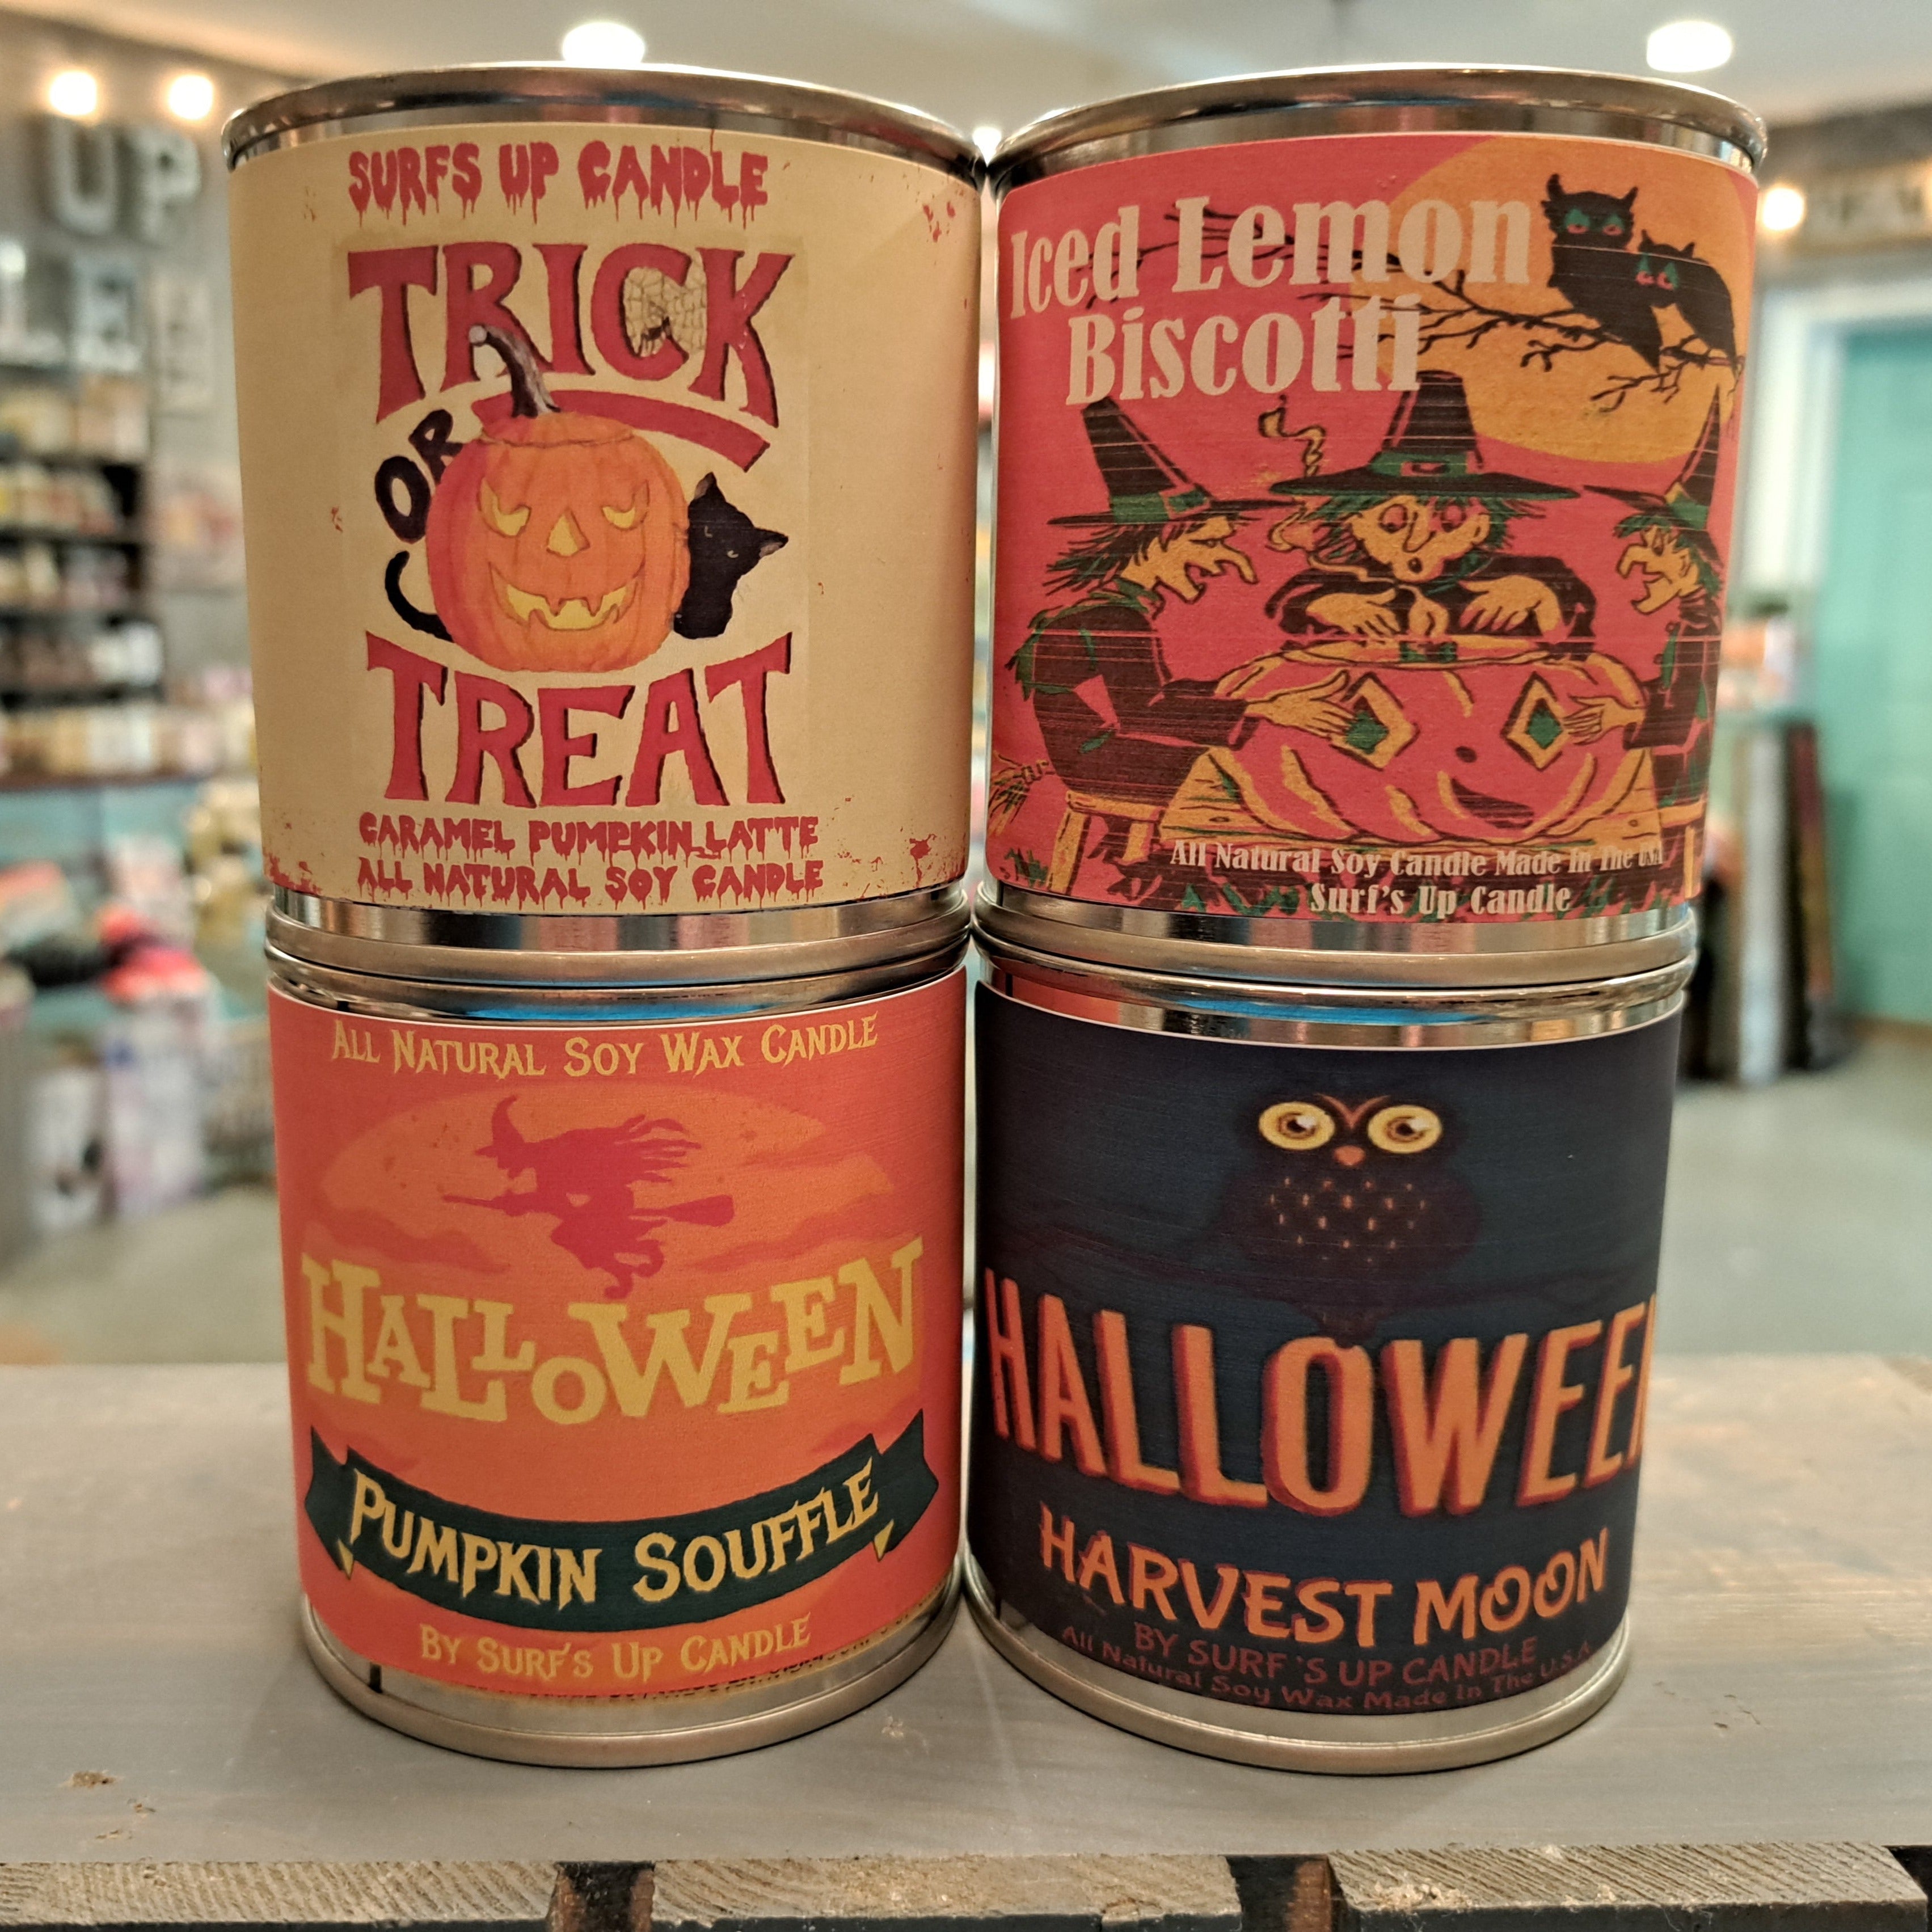 UP
SURFS UP CANDLE
TRICK
OR
TREAT
CARAMEL PUMPKIN LATTE
ALL NATURAL SOY CANDLE
Iced Lemon
Biscotti
All Natural Soy Candle Made in The USA
Surf's Up Candle
ALL NATURAL SOY WAX CANDLE
HALLOWEEN
PUMPKIN SOUFFLE
BY SURF'S UP CANDLE
HALLOWEEN
HARVEST MOON
BY SURF'S UP CANDLE
All Natural Soy Wax Made In The U.S.A